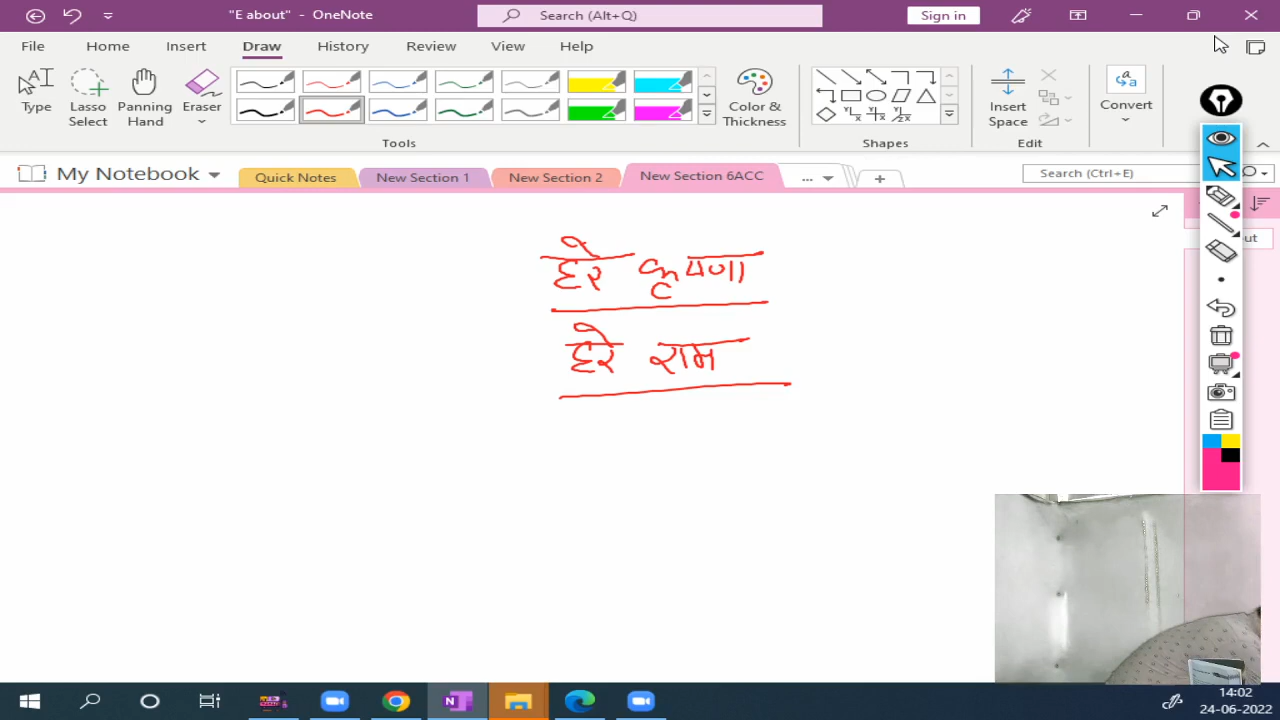 "E about" - OneNote
Search (Alt+Q)
Sign in
File Home Insert Draw History Review View Help
Type
Lasso Select
Panning Hand
Eraser
Color & Thickness
Insert Space
Convert
Tools Shapes Edit
My Notebook
Quick Notes New Section 1 New Section 2 New Section 6ACC ... +
Search (Ctrl+E)
हरे कृष्णा
हरे राम
14:02
24-06-2022